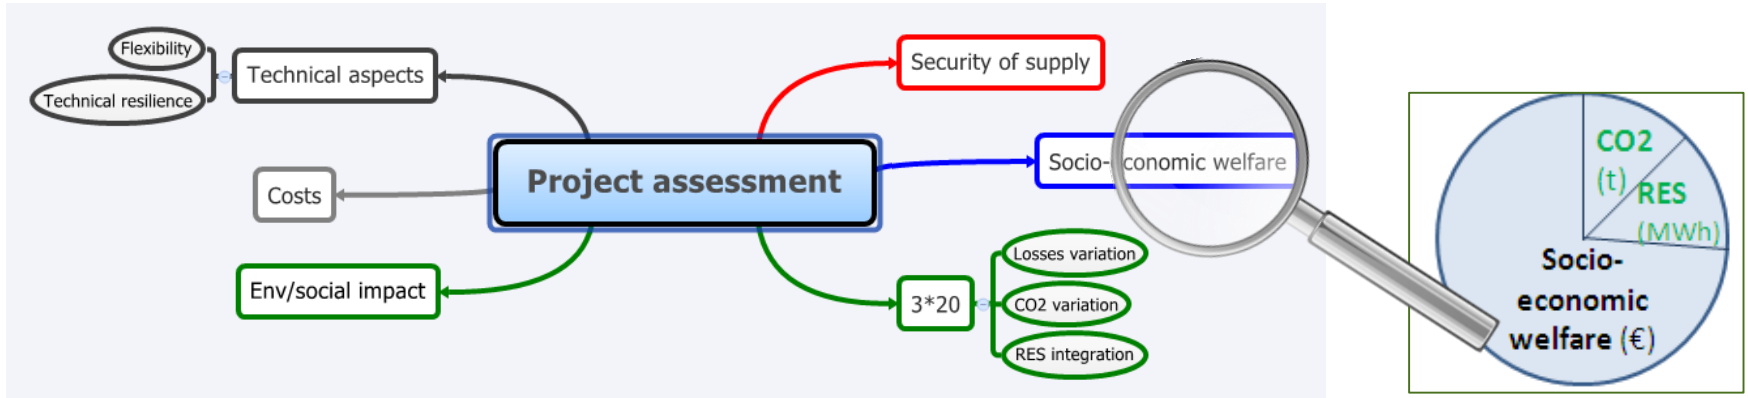 Flexibility
Technical resilience
Technical aspects
Costs
Env/social impact
Project assessment
Security of supply
Socio-economic welfare
3*20
Losses variation
CO2 variation
RES integration
CO2
(t)
RES
(MWh)
Socio-
economic
welfare (€)